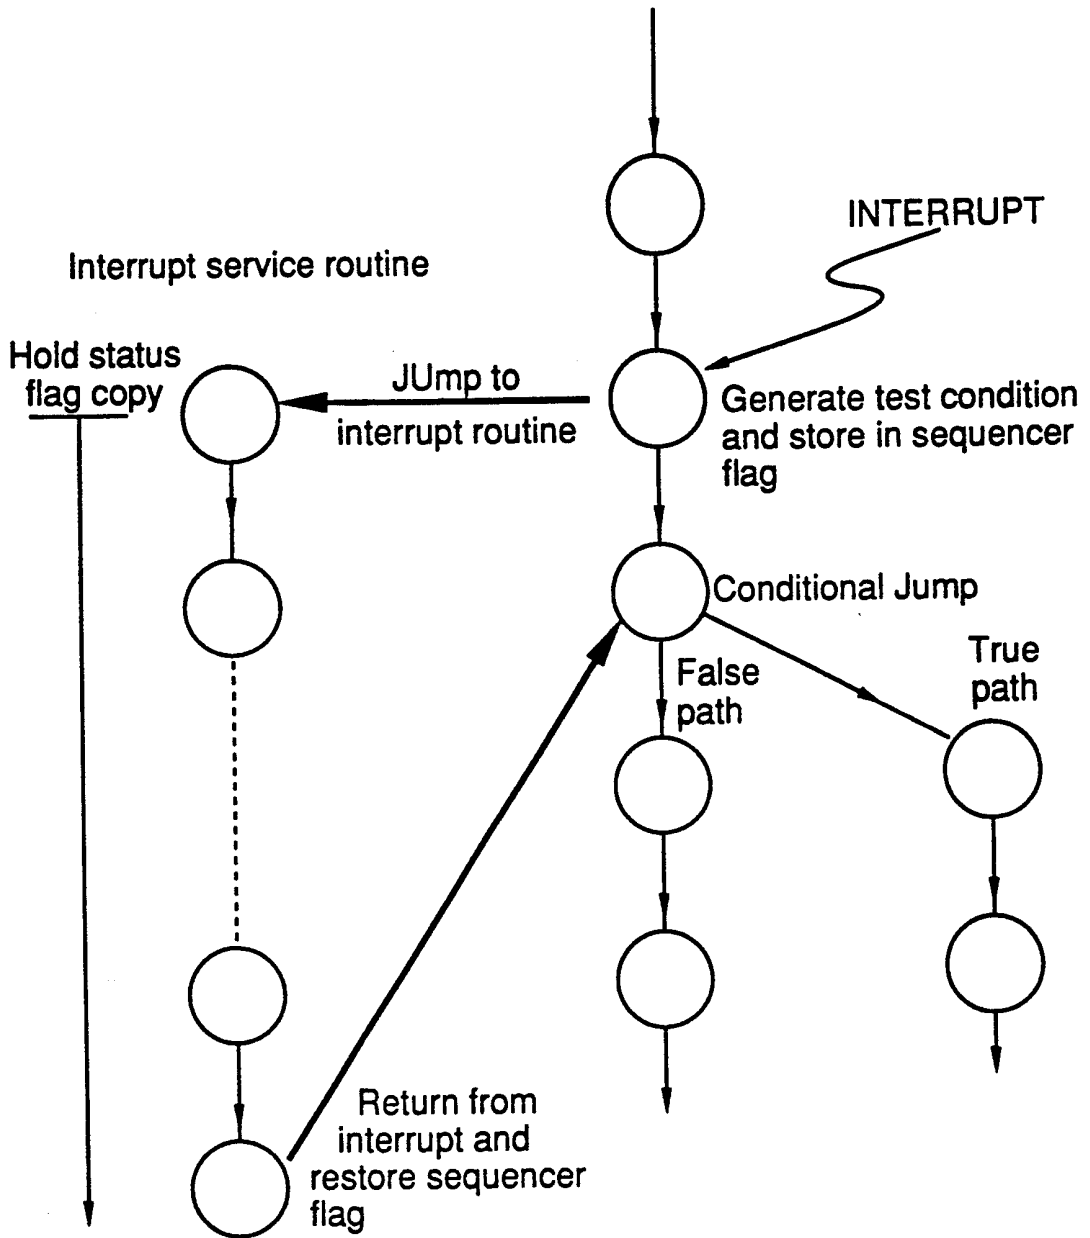 INTERRUPT
Interrupt service routine
Hold status
flag copy
JUmp to
interrupt routine
Generate test condition
and store in sequencer
flag
Conditional Jump
False
path
True
path
Return from
interrupt and
restore sequencer
flag